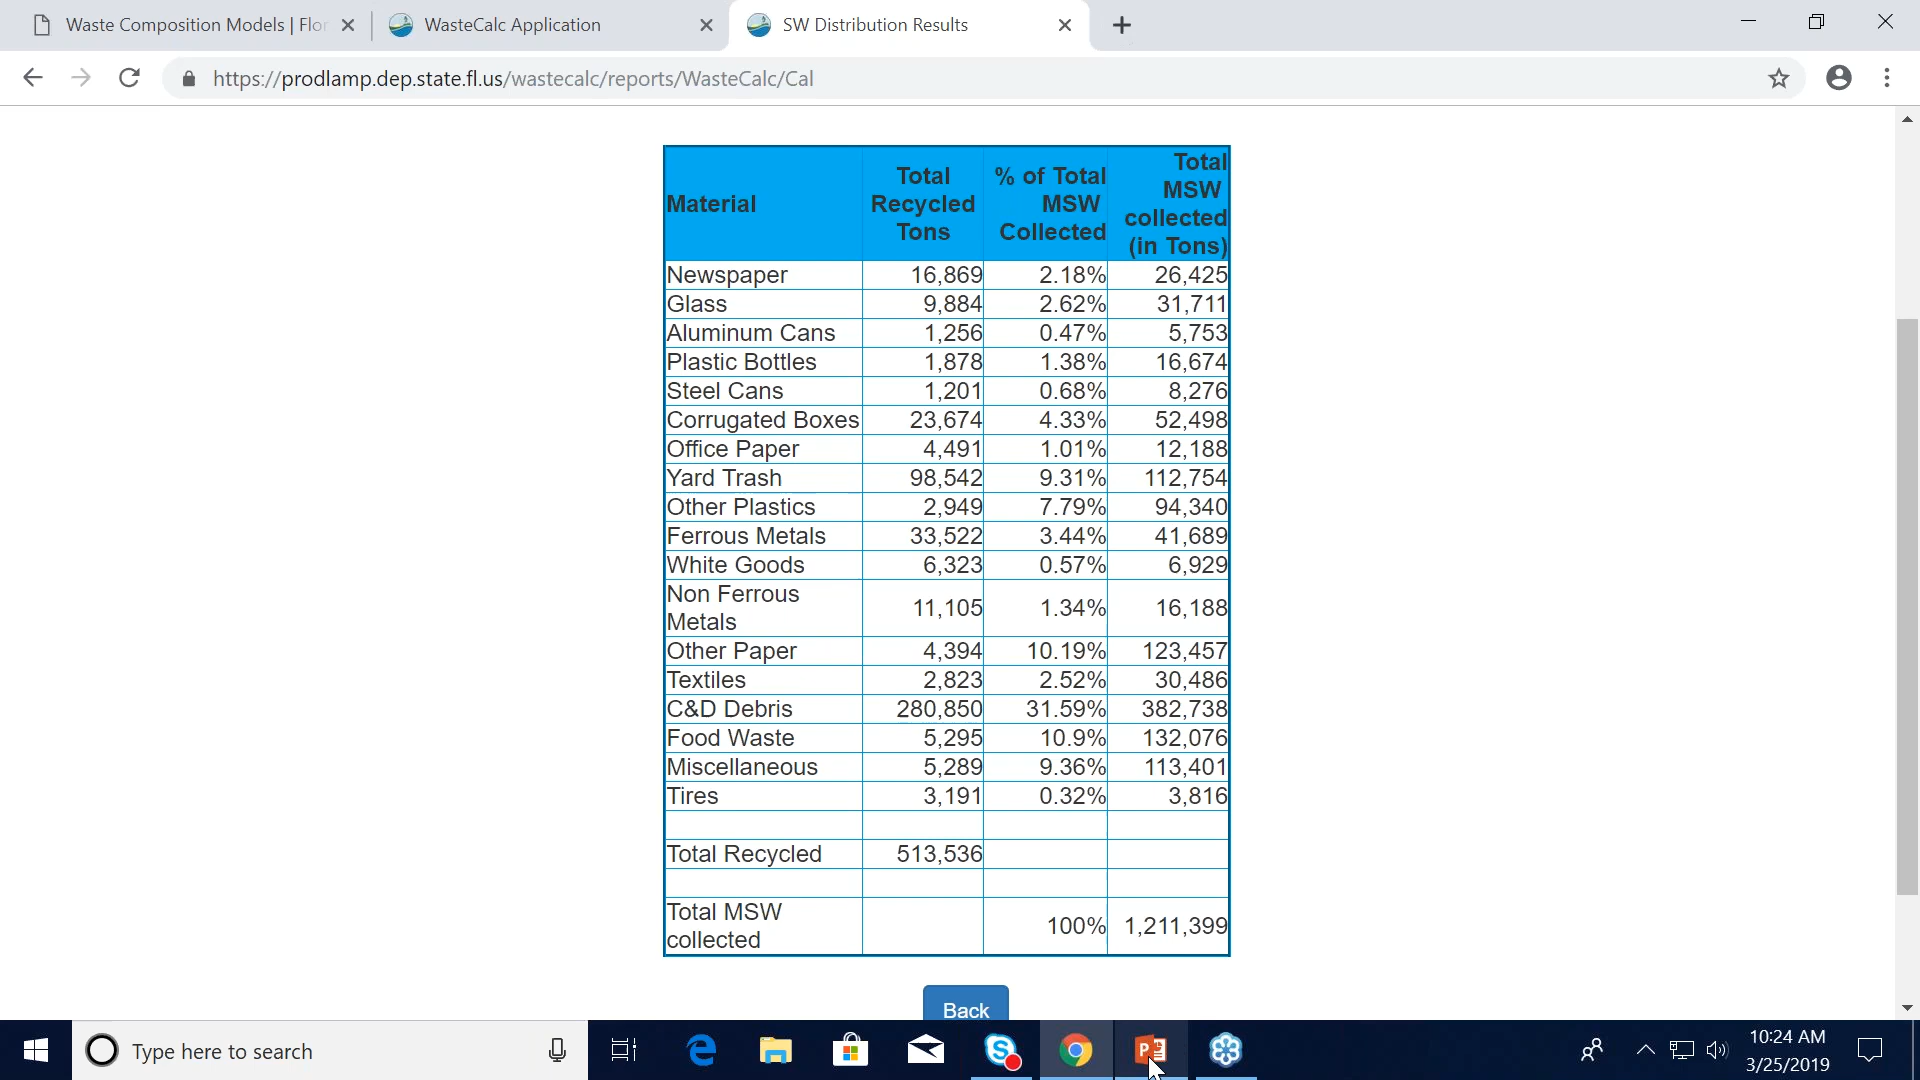 Waste Composition Models | Flor
WasteCalc Application
SW Distribution Results
https://prodlamp.dep.state.fl.us/wastecalc/reports/WasteCalc/Cal
Material Total Recycled Tons % of Total MSW Collected Total MSW collected (in Tons)
Newspaper 16,869 2.18% 26,425
Glass 9,884 2.62% 31,711
Aluminum Cans 1,256 0.47% 5,753
Plastic Bottles 1,878 1.38% 16,674
Steel Cans 1,201 0.68% 8,276
Corrugated Boxes 23,674 4.33% 52,498
Office Paper 4,491 1.01% 12,188
Yard Trash 98,542 9.31% 112,754
Other Plastics 2,949 7.79% 94,340
Ferrous Metals 33,522 3.44% 41,689
White Goods 6,323 0.57% 6,929
Non Ferrous Metals 11,105 1.34% 16,188
Other Paper 4,394 10.19% 123,457
Textiles 2,823 2.52% 30,486
C&D Debris 280,850 31.59% 382,738
Food Waste 5,295 10.9% 132,076
Miscellaneous 5,289 9.36% 113,401
Tires 3,191 0.32% 3,816
Total Recycled 513,536
Total MSW collected 100% 1,211,399
Back
Type here to search
10:24 AM
3/25/2019